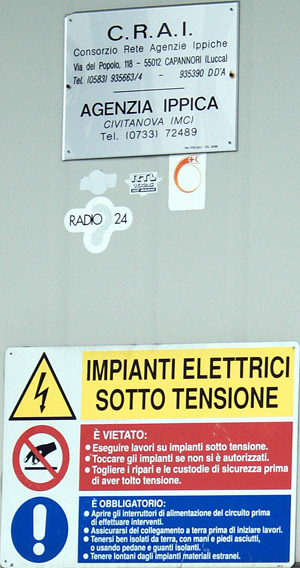 C.R.A.I.
Consorzio Rete Agenzie Ippiche
Via del Popolo, 118 - 55012 CAPANNORI (Lucca)
Tel. (0583) 935663/4 - 935390 DD'A
AGENZIA IPPICA
CIVITANOVA (MC)
Tel. (0733) 72489
RTL
102.5
RADIO 24
IMPIANTI ELETTRICI
SOTTO TENSIONE
È VIETATO:
• Eseguire lavori su impianti sotto tensione.
• Toccare gli impianti se non si è autorizzati.
• Togliere i ripari e le custodie di sicurezza prima
di aver tolto tensione.
È OBBLIGATORIO:
• Aprire gli interruttori di alimentazione del circuito prima
di effettuare interventi.
• Assicurarsi del collegamento a terra prima di iniziare lavori.
• Tenersi ben isolati da terra, con mani e piedi asciutti,
o usando pedane e guanti isolanti.
• Tenere lontani dagli impianti materiali estranei.